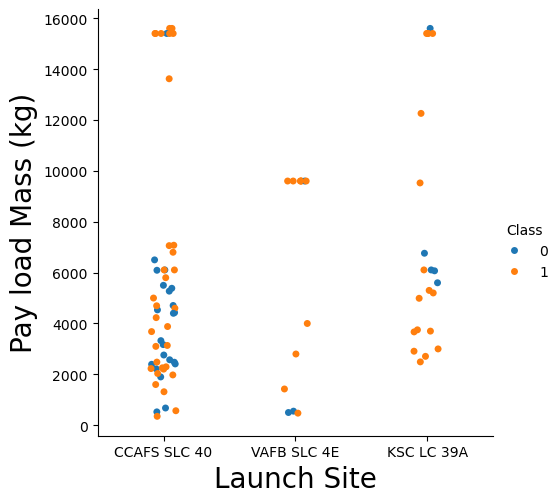 16000
14000
12000
10000
8000
6000
4000
2000
0
Pay load Mass (kg)
CCAFS SLC 40
VAFB SLC 4E
KSC LC 39A
Launch Site
Class
0
1